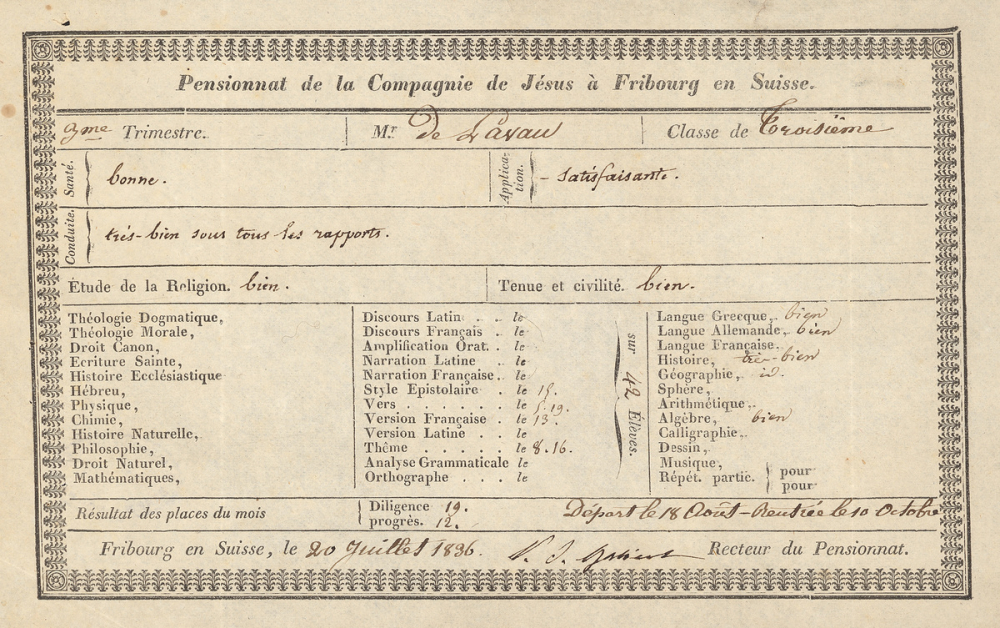 Pensionnat de la Compagnie de Jésus à Fribourg en Suisse.
3me Trimestre. Mr De Lavau Classe de Troisième
Santé. bonne. Application. - satisfaisante.
Conduite. très-bien sous tous les rapports.
Étude de la Religion. bien. Tenue et civilité. bien.
Théologie Dogmatique,
Théologie Morale,
Droit Canon,
Ecriture Sainte,
Histoire Ecclésiastique
Hébreu,
Physique,
Chimie,
Histoire Naturelle,
Philosophie,
Droit Naturel,
Mathématiques,
Discours Latin . . le
Discours Français . le
Amplification Orat. . le
Narration Latine . . le
Narration Française . le
Style Epistolaire . le 15.
Vers . . . . . . le 5.19.
Version Française . le 13.
Version Latine . . le
Thême . . . . . le 8.16.
Analyse Grammaticale le
Orthographe . . . . le
sur 42 Élèves.
Langue Grecque, bien
Langue Allemande, bien
Langue Française.
Histoire, très-bien
Géographie, id.
Sphère,
Arithmétique.
Algèbre, bien
Calligraphie.
Dessin,
Musique,
Répét. partie. pour
pour
Résultat des places du mois
Diligence 19.
progrès. 12.
Départ le 18 Août - Rentrée le 10 Octobre
Fribourg en Suisse, le 20 Juillet 1836. Recteur du Pensionnat.